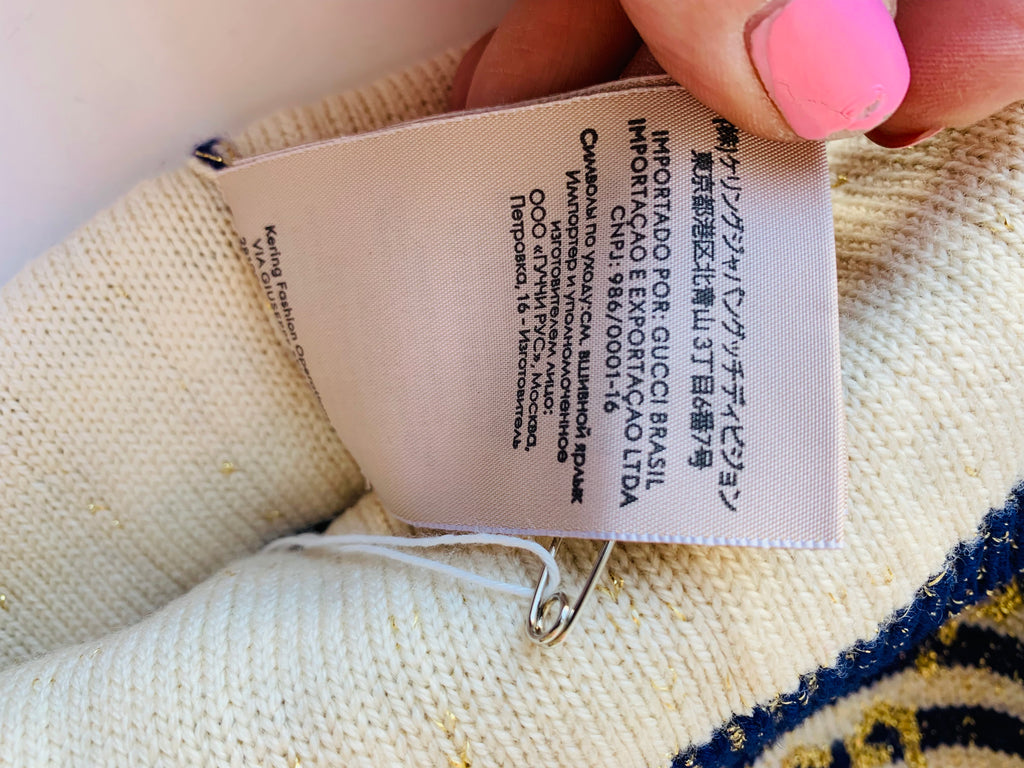 (株)ケリングジャパングッチディビジョン
東京都港区北青山3丁目6番7号
IMPORTADO POR: GUCCI BRASIL
IMPORTAÇAO E EXPORTAÇAO LTDA
CNPJ: 986/0001-16
Символы по уходу:см. вшивной ярлык
Импортер и уполномоченное
изготовителем лицо:
ООО «ГУЧЧИ РУС», Москва,
Петровка, 16 - Изготовитель
Kering Fashion
VIA